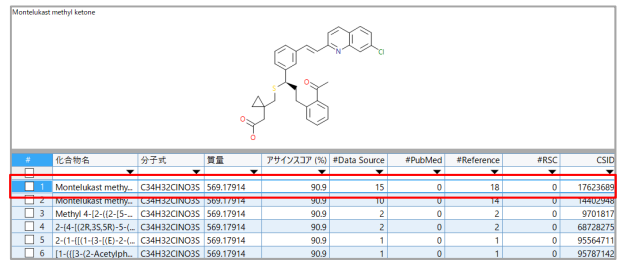 Montelukast methyl ketone
N
Cl
S
O
O
O
# 化合物名 分子式 質量 アサインスコア (%) #Data Source #PubMed #Reference #RSC CSID
1 Montelukast methy... C34H32ClNO3S 569.17914 90.9 15 0 18 0 17623689
2 Montelukast methy... C34H32ClNO3S 569.17914 90.9 10 0 14 0 14402948
3 Methyl 4-[2-({2-[5-... C34H32ClNO3S 569.17914 90.9 2 0 2 0 9701817
4 2-{4-[(2R,3S,5R)-5-(... C34H32ClNO3S 569.17914 90.9 2 0 2 0 68728275
5 2-(1-{[(1-{3-[(E)-2-(... C34H32ClNO3S 569.17914 90.9 1 0 1 0 95564711
6 [1-({[3-(2-Acetylph... C34H32ClNO3S 569.17914 90.9 1 0 1 0 95787142